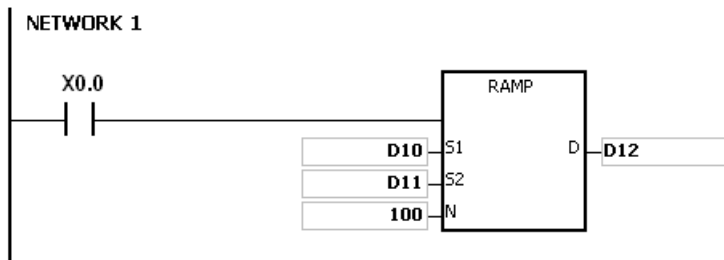 NETWORK 1
X0.0
RAMP
D10 S1 D D12
D11 S2
100 N